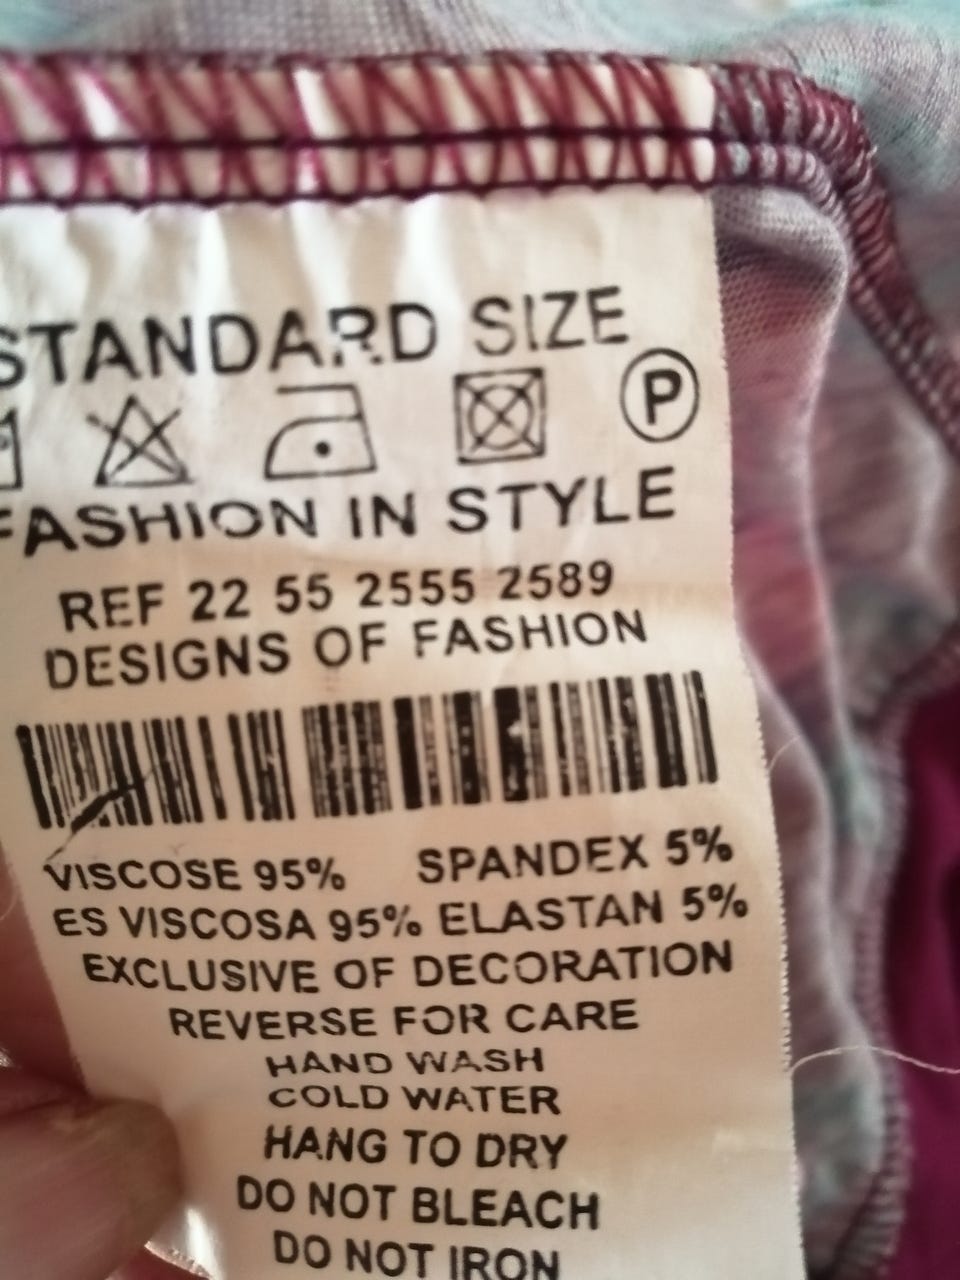 STANDARD SIZE
P
FASHION IN STYLE
REF 22 55 2555 2589
DESIGNS OF FASHION
VISCOSE 95% SPANDEX 5%
ES VISCOSA 95% ELASTAN 5%
EXCLUSIVE OF DECORATION
REVERSE FOR CARE
HAND WASH
COLD WATER
HANG TO DRY
DO NOT BLEACH
DO NOT IRON